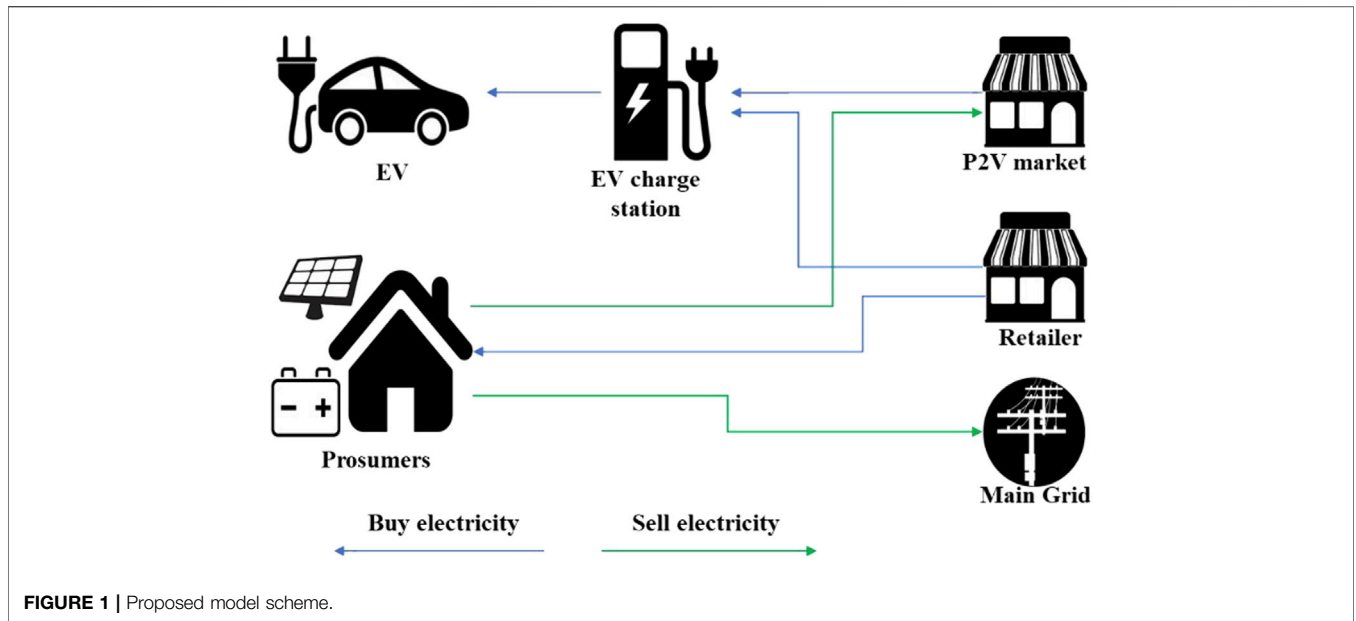 EV
EV charge
station
P2V market
Retailer
Prosumers
Main Grid
Buy electricity
Sell electricity
FIGURE 1 | Proposed model scheme.